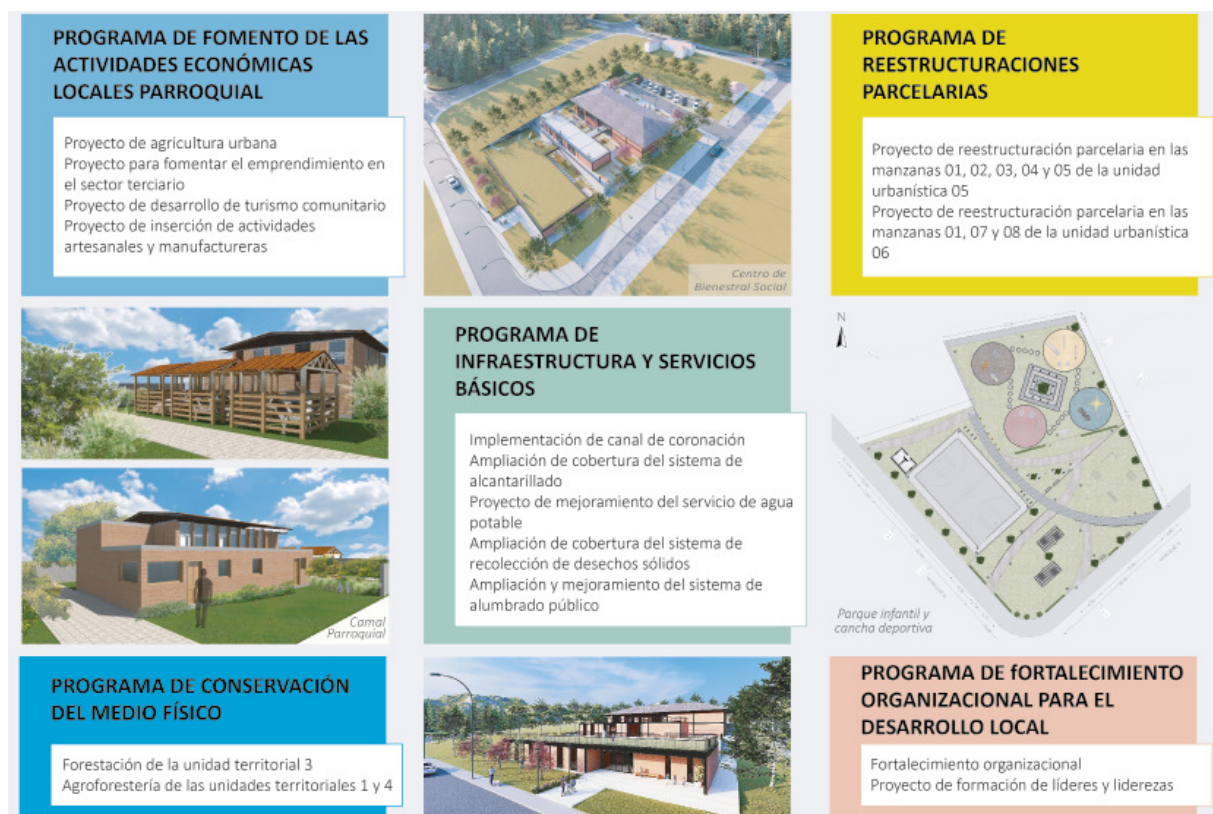 PROGRAMA DE FOMENTO DE LAS
ACTIVIDADES ECONÓMICAS
LOCALES PARROQUIAL
Proyecto de agricultura urbana
Proyecto para fomentar el emprendimiento en
el sector terciario
Proyecto de desarrollo de turismo comunitario
Proyecto de inserción de actividades
artesanales y manufactureras
Centro de
Bienestral Social
PROGRAMA DE
REESTRUCTURACIONES
PARCELARIAS
Proyecto de reestructuración parcelaria en las
manzanas 01, 02, 03, 04 y 05 de la unidad
urbanística 05
Proyecto de reestructuración parcelaria en las
manzanas 01, 07 y 08 de la unidad urbanística
06
Camal
Parroquial
PROGRAMA DE
INFRAESTRUCTURA Y SERVICIOS
BÁSICOS
Implementación de canal de coronación
Ampliación de cobertura del sistema de
alcantarillado
Proyecto de mejoramiento del servicio de agua
potable
Ampliación de cobertura del sistema de
recolección de desechos sólidos
Ampliación y mejoramiento del sistema de
alumbrado público
N
Parque infantil y
cancha deportiva
PROGRAMA DE CONSERVACIÓN
DEL MEDIO FÍSICO
Forestación de la unidad territorial 3
Agroforestería de las unidades territoriales 1 y 4
PROGRAMA DE fORTALECIMIENTO
ORGANIZACIONAL PARA EL
DESARROLLO LOCAL
Fortalecimiento organizacional
Proyecto de formación de líderes y liderezas